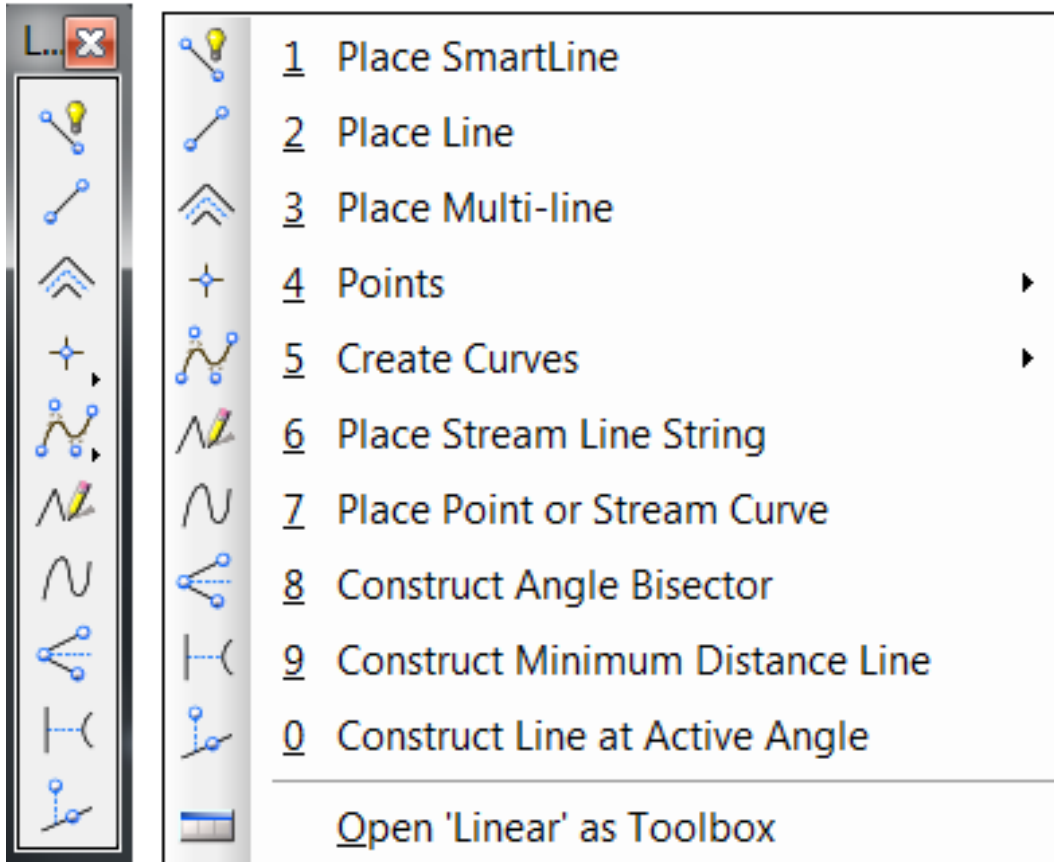 L...
1 Place SmartLine
2 Place Line
3 Place Multi-line
4 Points
5 Create Curves
6 Place Stream Line String
7 Place Point or Stream Curve
8 Construct Angle Bisector
9 Construct Minimum Distance Line
0 Construct Line at Active Angle
Open 'Linear' as Toolbox